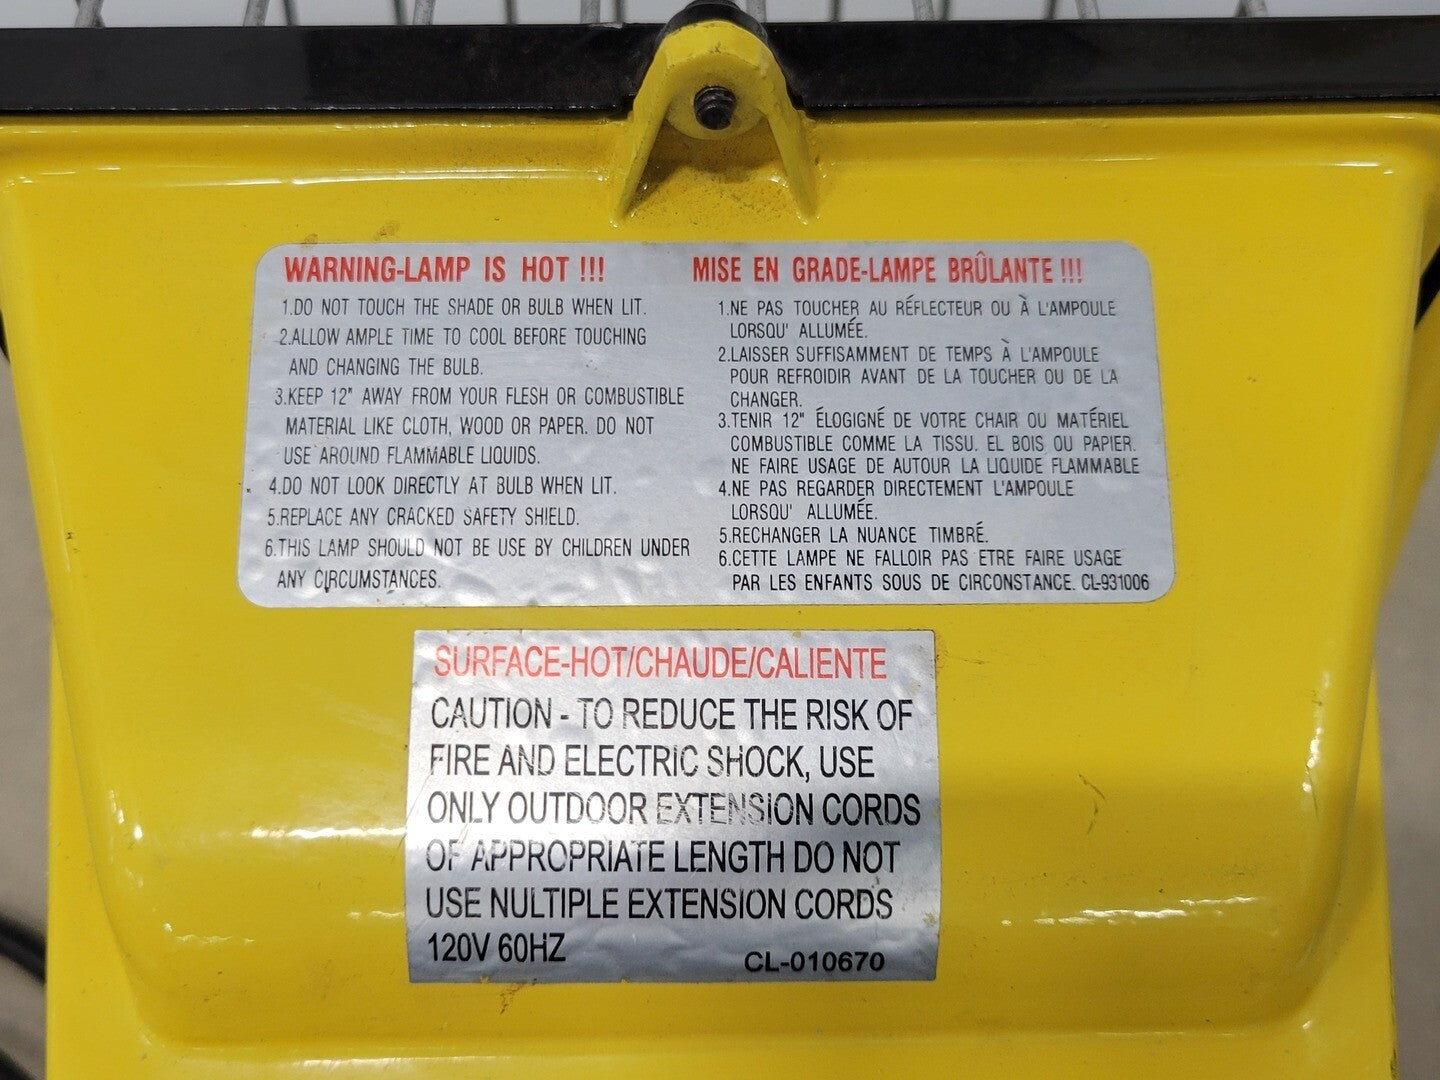 WARNING-LAMP IS HOT !!!
1.DO NOT TOUCH THE SHADE OR BULB WHEN LIT.
2.ALLOW AMPLE TIME TO COOL BEFORE TOUCHING
AND CHANGING THE BULB.
3.KEEP 12" AWAY FROM YOUR FLESH OR COMBUSTIBLE
MATERIAL LIKE CLOTH, WOOD OR PAPER. DO NOT
USE AROUND FLAMMABLE LIQUIDS.
4.DO NOT LOOK DIRECTLY AT BULB WHEN LIT.
5.REPLACE ANY CRACKED SAFETY SHIELD.
6.THIS LAMP SHOULD NOT BE USE BY CHILDREN UNDER
ANY CIRCUMSTANCES.
MISE EN GRADE-LAMPE BRÛLANTE !!!
1.NE PAS TOUCHER AU RÉFLECTEUR OU À L'AMPOULE
LORSQU' ALLUMÉE.
2.LAISSER SUFFISAMMENT DE TEMPS À L'AMPOULE
POUR REFROIDIR AVANT DE LA TOUCHER OU DE LA
CHANGER.
3.TENIR 12" ÉLOGIGNÉ DE VOTRE CHAIR OU MATÉRIEL
COMBUSTIBLE COMME LA TISSU. EL BOIS OU PAPIER.
NE FAIRE USAGE DE AUTOUR LA LIQUIDE FLAMMABLE
4.NE PAS REGARDER DIRECTEMENT L'AMPOULE
LORSQU' ALLUMÉE.
5.RECHANGER LA NUANCE TIMBRÉ.
6.CETTE LAMPE NE FALLOIR PAS ETRE FAIRE USAGE
PAR LES ENFANTS SOUS DE CIRCONSTANCE. CL-931006
SURFACE-HOT/CHAUDE/CALIENTE
CAUTION - TO REDUCE THE RISK OF
FIRE AND ELECTRIC SHOCK, USE
ONLY OUTDOOR EXTENSION CORDS
OF APPROPRIATE LENGTH DO NOT
USE NULTIPLE EXTENSION CORDS
120V 60HZ CL-010670